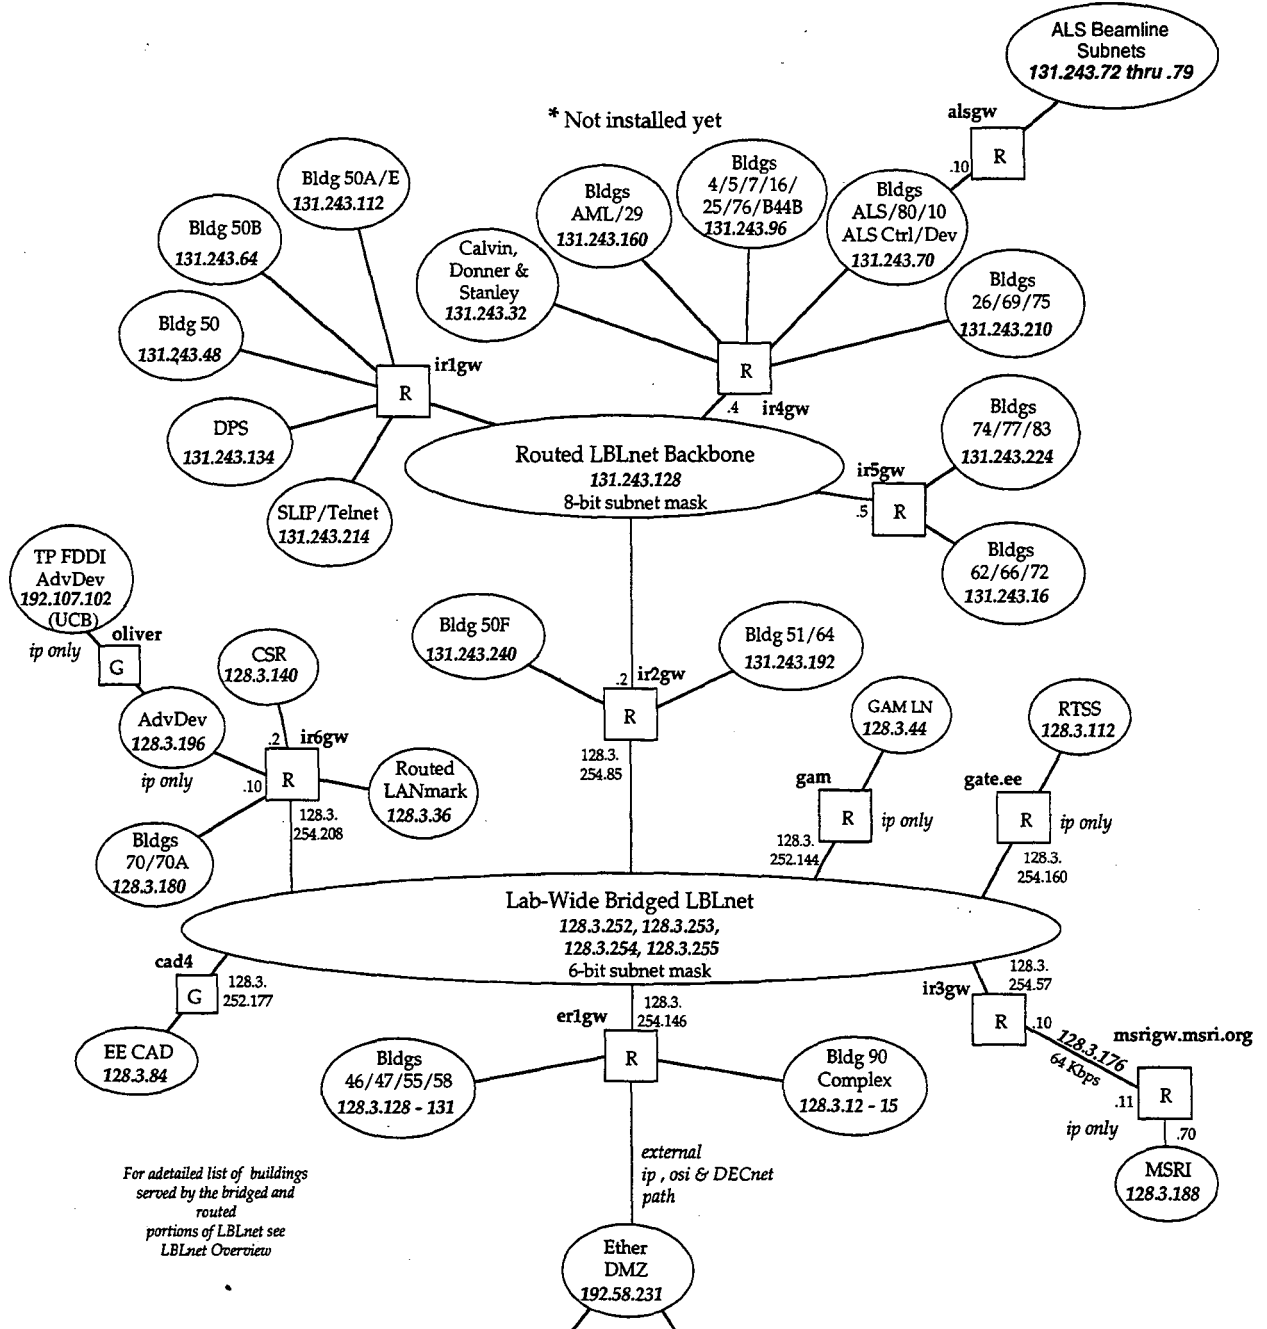 ALS Beamline
Subnets
131.243.72 thru .79
alsgw
R
.10
* Not installed yet
Bldg 50A/E
131.243.112
Bldg 50B
131.243.64
Bldg 50
131.243.48
DPS
131.243.134
SLIP/Telnet
131.243.214
ir1gw
R
Calvin,
Donner &
Stanley
131.243.32
Bldgs
AML/29
131.243.160
Bldgs
4/5/7/16/
25/76/B44B
131.243.96
Bldgs
ALS/80/10
ALS Ctrl/Dev
131.243.70
Bldgs
26/69/75
131.243.210
R
.4
ir4gw
Routed LBLnet Backbone
131.243.128
8-bit subnet mask
ir5gw
.5
R
Bldgs
74/77/83
131.243.224
Bldgs
62/66/72
131.243.16
TP FDDI
AdvDev
192.107.102
(UCB)
ip only
oliver
G
AdvDev
128.3.196
ip only
CSR
128.3.140
.2
ir6gw
R
.10
128.3.
254.208
Routed
LANmark
128.3.36
Bldgs
70/70A
128.3.180
Bldg 50F
131.243.240
Bldg 51/64
131.243.192
.2
ir2gw
R
128.3.
254.85
GAM LN
128.3.44
gam
R
ip only
128.3.
252.144
RTSS
128.3.112
gate.ee
R
ip only
128.3.
254.160
Lab-Wide Bridged LBLnet
128.3.252, 128.3.253,
128.3.254, 128.3.255
6-bit subnet mask
cad4
G
128.3.
252.177
EE CAD
128.3.84
er1gw
128.3.
254.146
R
Bldgs
46/47/55/58
128.3.128 - 131
Bldg 90
Complex
128.3.12 - 15
128.3.
254.57
ir3gw
R
.10
128.3.176
64 Kbps
msrigw.msri.org
.11
R
ip only
.70
MSRI
128.3.188
external
ip , osi & DECnet
path
For adetailed list of buildings
served by the bridged and
routed
portions of LBLnet see
LBLnet Overview
Ether
DMZ
192.58.231